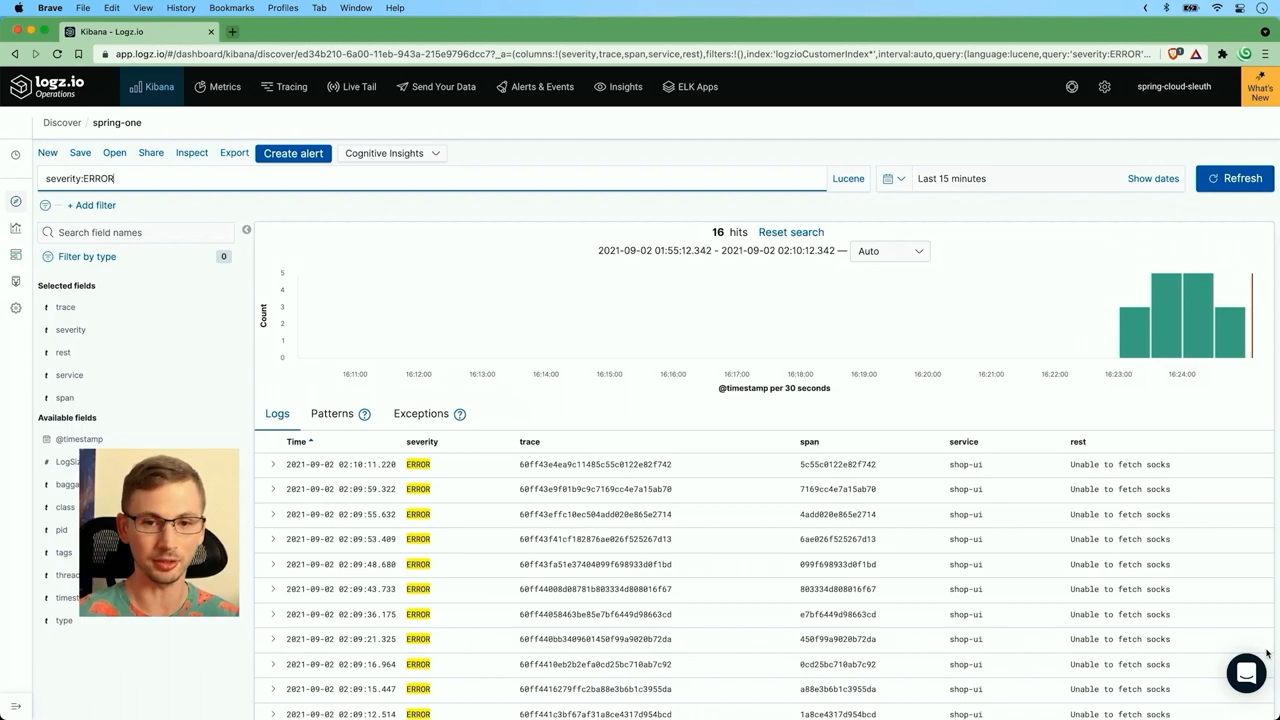 Brave File Edit View History Bookmarks Profiles Tab Window Help
Kibana - Logz.io
app.logz.io/#/dashboard/kibana/discover/ed34b210-6a00-11eb-943a-215e9796dcc7?_a=(columns:!(severity,trace,span,service,rest),filters:!(),index:'logzioCustomerIndex*',interval:auto,query:(language:lucene,query:'severity:ERROR'...
logz.io
Operations
Kibana Metrics Tracing Live Tail Send Your Data Alerts & Events Insights ELK Apps spring-cloud-sleuth What's New
Discover / spring-one
New Save Open Share Inspect Export Create alert Cognitive Insights
severity:ERROR Lucene Last 15 minutes Show dates Refresh
+ Add filter
Search field names
Filter by type 0
Selected fields
t trace
t severity
t rest
t service
t span
Available fields
@timestamp
# LogSiz
t bagga
t class
t pid
t tags
t thread
t timest
t type
16 hits Reset search
2021-09-02 01:55:12.342 - 2021-09-02 02:10:12.342 — Auto
Count
5
4
3
2
1
0
16:11:00 16:12:00 16:13:00 16:14:00 16:15:00 16:16:00 16:17:00 16:18:00 16:19:00 16:20:00 16:21:00 16:22:00 16:23:00 16:24:00
@timestamp per 30 seconds
Logs Patterns ? Exceptions ?
Time severity trace span service rest
2021-09-02 02:10:11.220 ERROR 60ff43e4ea9c11485c55c0122e82f742 5c55c0122e82f742 shop-ui Unable to fetch socks
2021-09-02 02:09:59.322 ERROR 60ff43e9f01b9c9c7169cc4e7a15ab70 7169cc4e7a15ab70 shop-ui Unable to fetch socks
2021-09-02 02:09:55.632 ERROR 60ff43effc10ec504add020e865e2714 4add020e865e2714 shop-ui Unable to fetch socks
2021-09-02 02:09:53.409 ERROR 60ff43f41cf182876ae026f525267d13 6ae026f525267d13 shop-ui Unable to fetch socks
2021-09-02 02:09:48.680 ERROR 60ff43fa51e37404099f698933d0f1bd 099f698933d0f1bd shop-ui Unable to fetch socks
2021-09-02 02:09:43.733 ERROR 60ff44008d08781b803334d808016f67 803334d808016f67 shop-ui Unable to fetch socks
2021-09-02 02:09:36.175 ERROR 60ff44058463be85e7bf6449d98663cd e7bf6449d98663cd shop-ui Unable to fetch socks
2021-09-02 02:09:21.325 ERROR 60ff440bb3409601450f99a9020b72da 450f99a9020b72da shop-ui Unable to fetch socks
2021-09-02 02:09:16.964 ERROR 60ff4410eb2b2efa0cd25bc710ab7c92 0cd25bc710ab7c92 shop-ui Unable to fetch socks
2021-09-02 02:09:15.447 ERROR 60ff4416279ffc2ba88e3b6b1c3955da a88e3b6b1c3955da shop-ui Unable to fetch socks
2021-09-02 02:09:12.514 ERROR 60ff441c3bf67af31a8ce4317d954bcd 1a8ce4317d954bcd shop-ui Unable to fetch socks